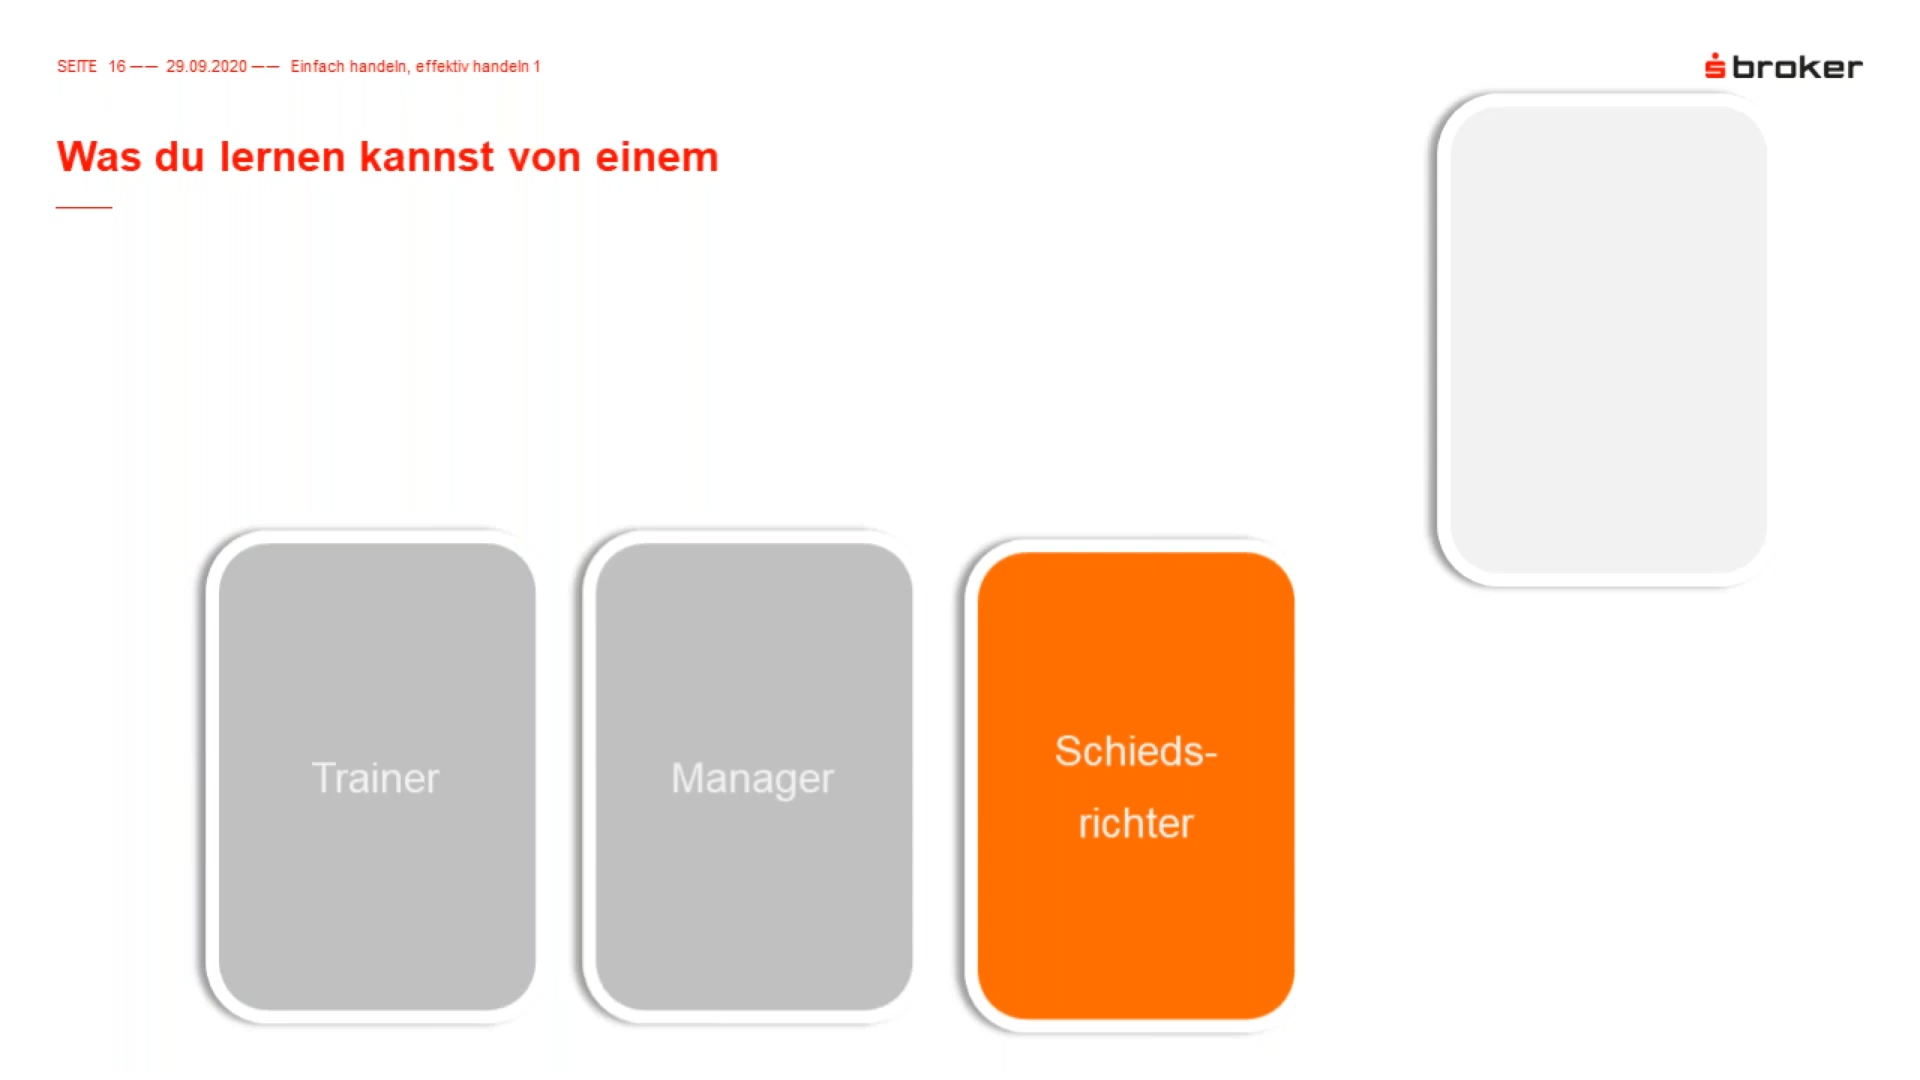 SEITE 16 —— 29.09.2020 —— Einfach handeln, effektiv handeln 1
broker
Was du lernen kannst von einem
Trainer
Manager
Schieds-
richter